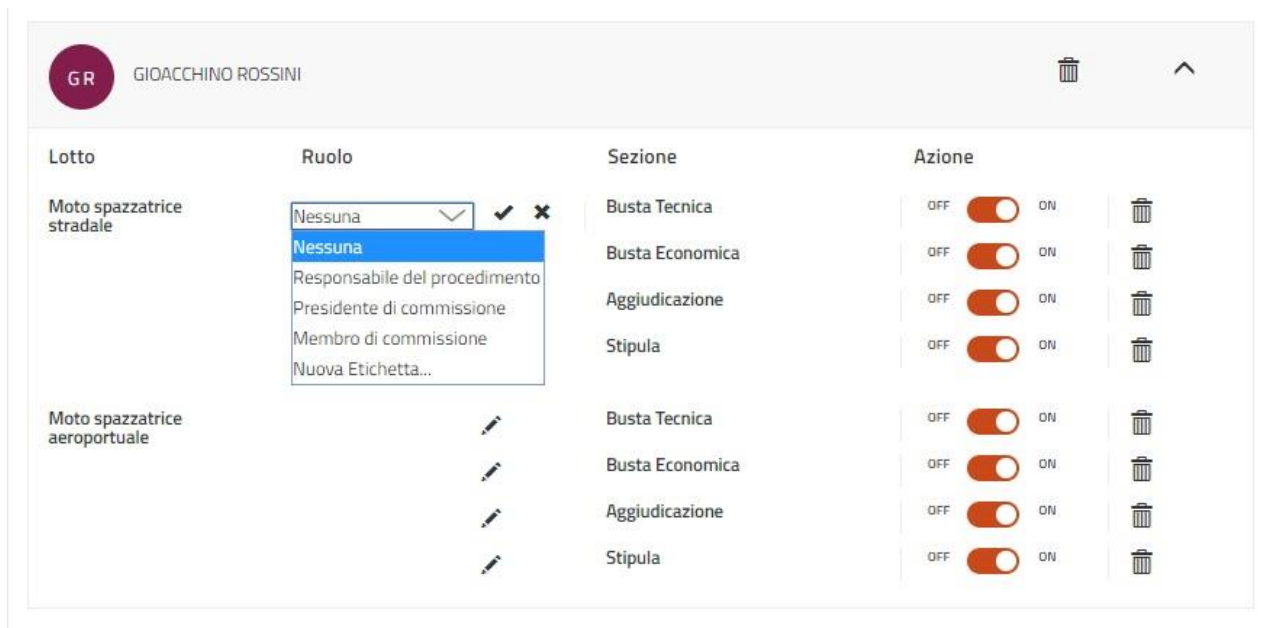 GR GIOACCHINO ROSSINI
Lotto Ruolo Sezione Azione
Moto spazzatrice
stradale
Nessuna
Nessuna
Responsabile del procedimento
Presidente di commissione
Membro di commissione
Nuova Etichetta...
Busta Tecnica OFF ON
Busta Economica OFF ON
Aggiudicazione OFF ON
Stipula OFF ON
Moto spazzatrice
aeroportuale
Busta Tecnica OFF ON
Busta Economica OFF ON
Aggiudicazione OFF ON
Stipula OFF ON